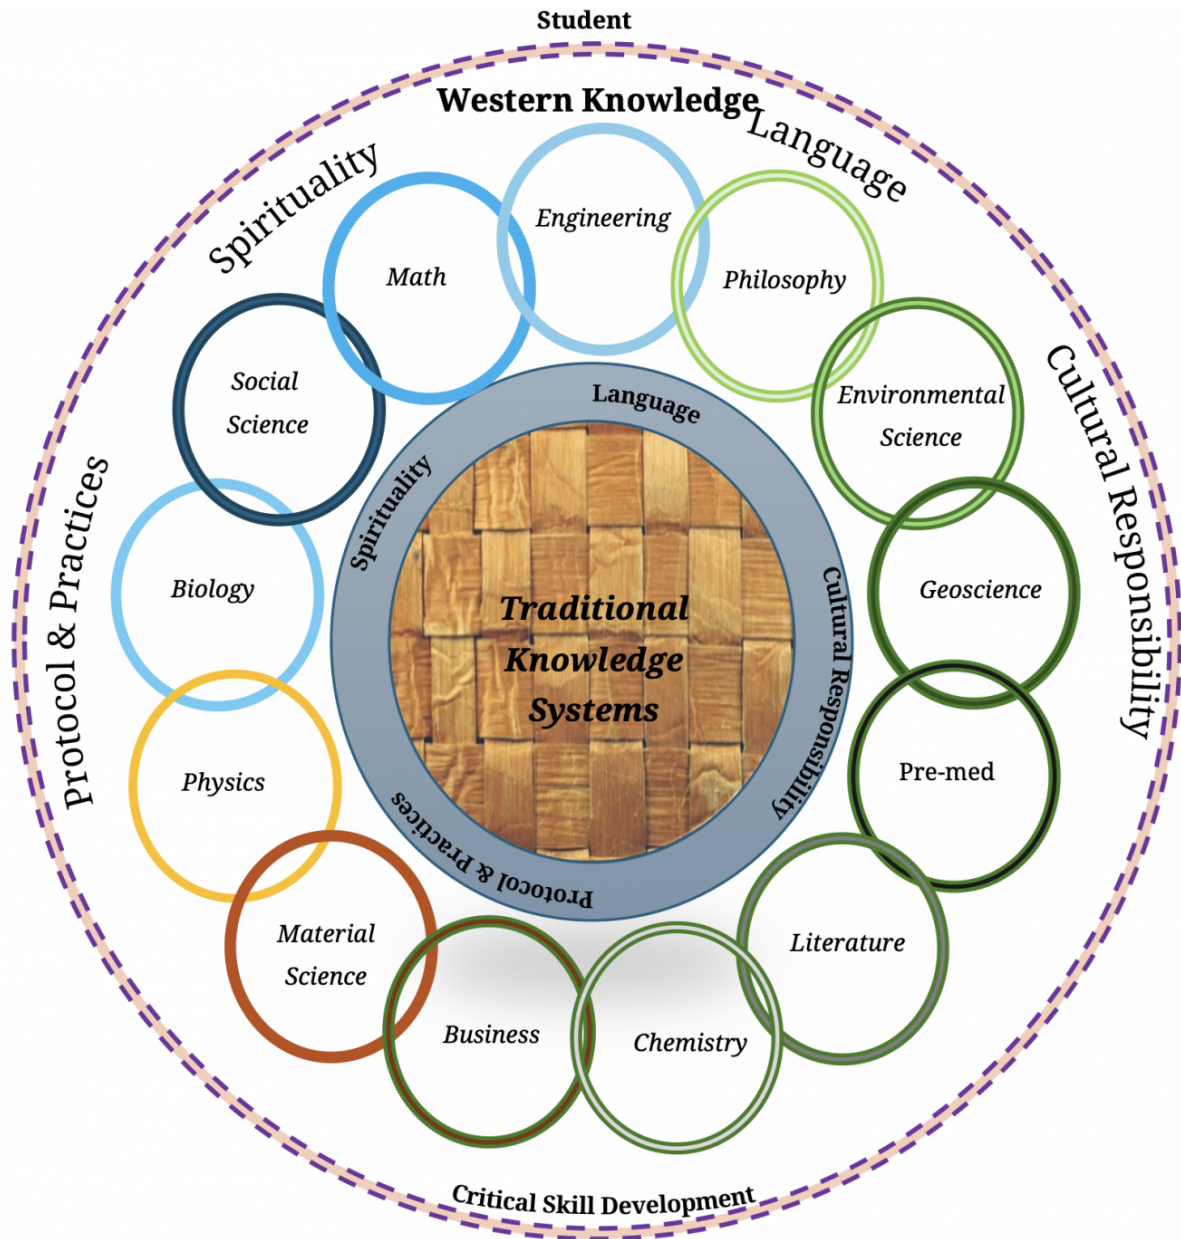 Student
Western Knowledge
Language
Spirituality
Engineering
Math
Philosophy
Social
Science
Environmental
Science
Cultural Responsibility
Protocol & Practices
Biology
Geoscience
Physics
Pre-med
Material
Science
Literature
Business
Chemistry
Language
Spirituality
Cultural Responsibility
Protocol & Practices
Traditional
Knowledge
Systems
Critical Skill Development